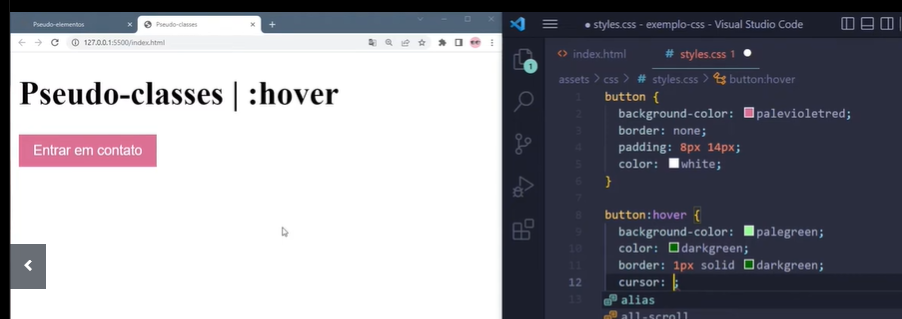 Pseudo-elementos
Pseudo-classes
127.0.0.1:5500/index.html
Pseudo-classes | :hover
Entrar em contato
styles.css - exemplo-css - Visual Studio Code
index.html
# styles.css 1
assets > css > # styles.css > button:hover
1 button {
2 background-color: palevioletred;
3 border: none;
4 padding: 8px 14px;
5 color: white;
6 }
7
8 button:hover {
9 background-color: palegreen;
10 color: darkgreen;
11 border: 1px solid darkgreen;
12 cursor: ;
13
alias
all-scroll
1